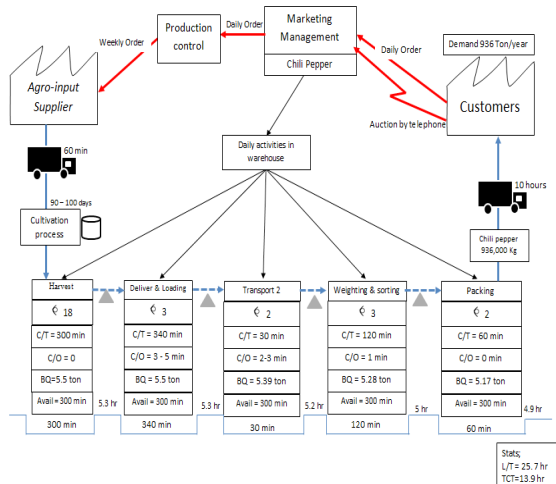 Weekly Order
Production
control
Daily Order
Marketing
Management
Chili Pepper
Daily Order
Auction by telephone
Demand 936 Ton/year
Customers
Agro-input
Supplier
60 min
90 – 100 days
Cultivation
process
Daily activities in
warehouse
10 hours
Chili pepper
936,000 Kg
Harvest
18
C/T = 300 min
C/O = 0
BQ=5.5 ton
Avail = 300 min
Deliver & Loading
3
C/T = 340 min
C/O = 3 - 5 min
BQ = 5.5 ton
Avail = 300 min
Transport 2
2
C/T = 30 min
C/O = 2-3 min
BQ = 5.39 ton
Avail = 300 min
Weighting & sorting
3
C/T = 120 min
C/O = 1 min
BQ = 5.28 ton
Avail = 300 min
Packing
2
C/T = 60 min
C/O = 0 min
BQ = 5.17 ton
Avail = 300 min
300 min
5.3 hr
340 min
5.3 hr
30 min
5.2 hr
120 min
5 hr
60 min
4.9 hr
Stats;
L/T = 25.7 hr
TCT=13.9 hr